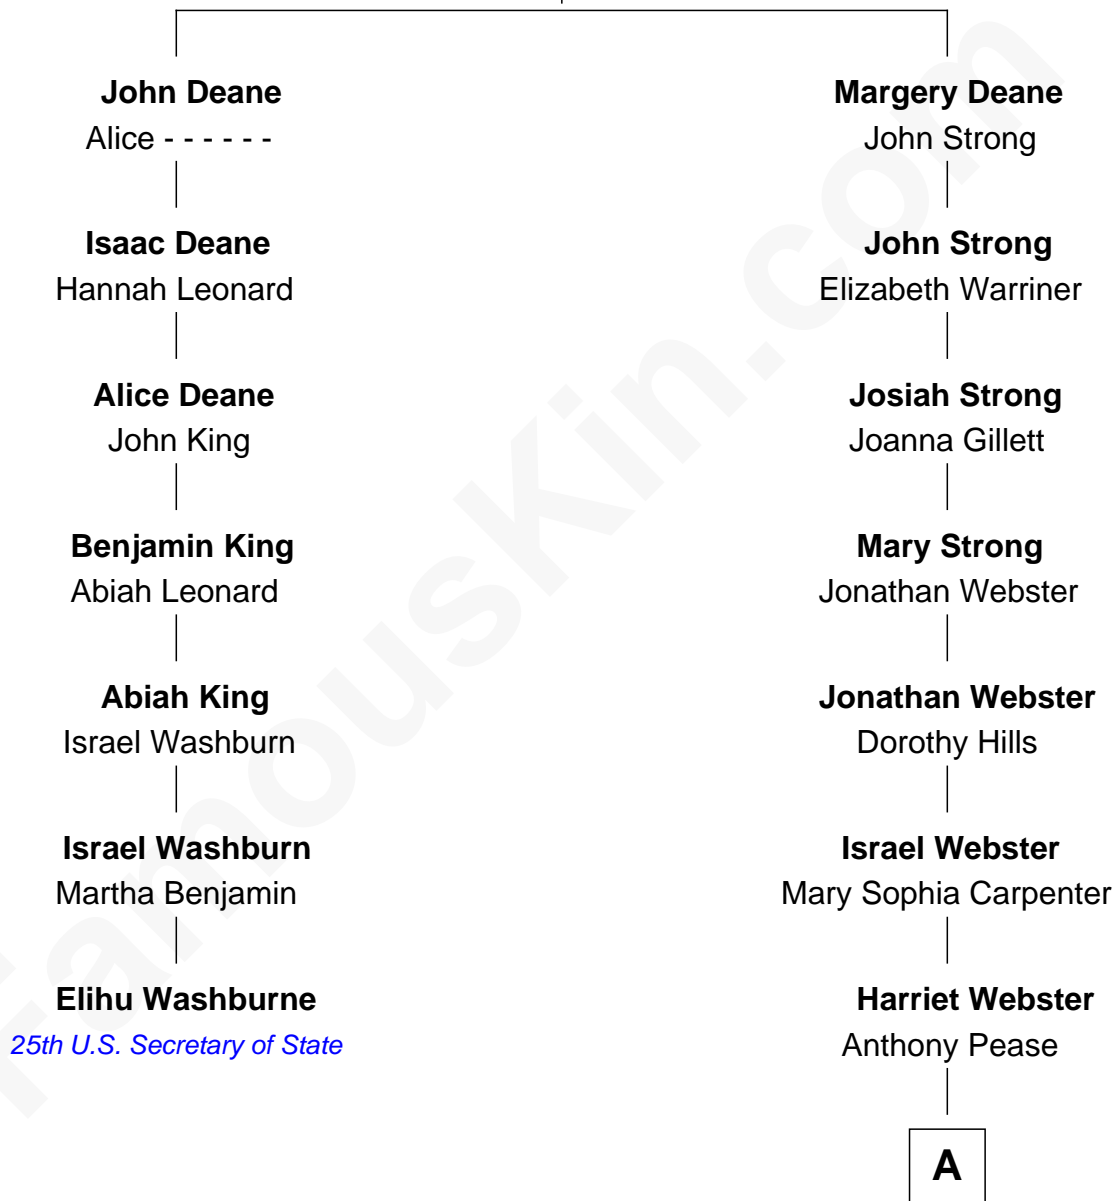 John Deane
Alice - - - - - -
Margery Deane
John Strong
Isaac Deane
Hannah Leonard
John Strong
Elizabeth Warriner
Alice Deane
John King
Josiah Strong
Joanna Gillett
Benjamin King
Abiah Leonard
Mary Strong
Jonathan Webster
Abiah King
Israel Washburn
Jonathan Webster
Dorothy Hills
Israel Washburn
Martha Benjamin
Israel Webster
Mary Sophia Carpenter
Elihu Washburne
25th U.S. Secretary of State
Harriet Webster
Anthony Pease
A
FamousKin.com